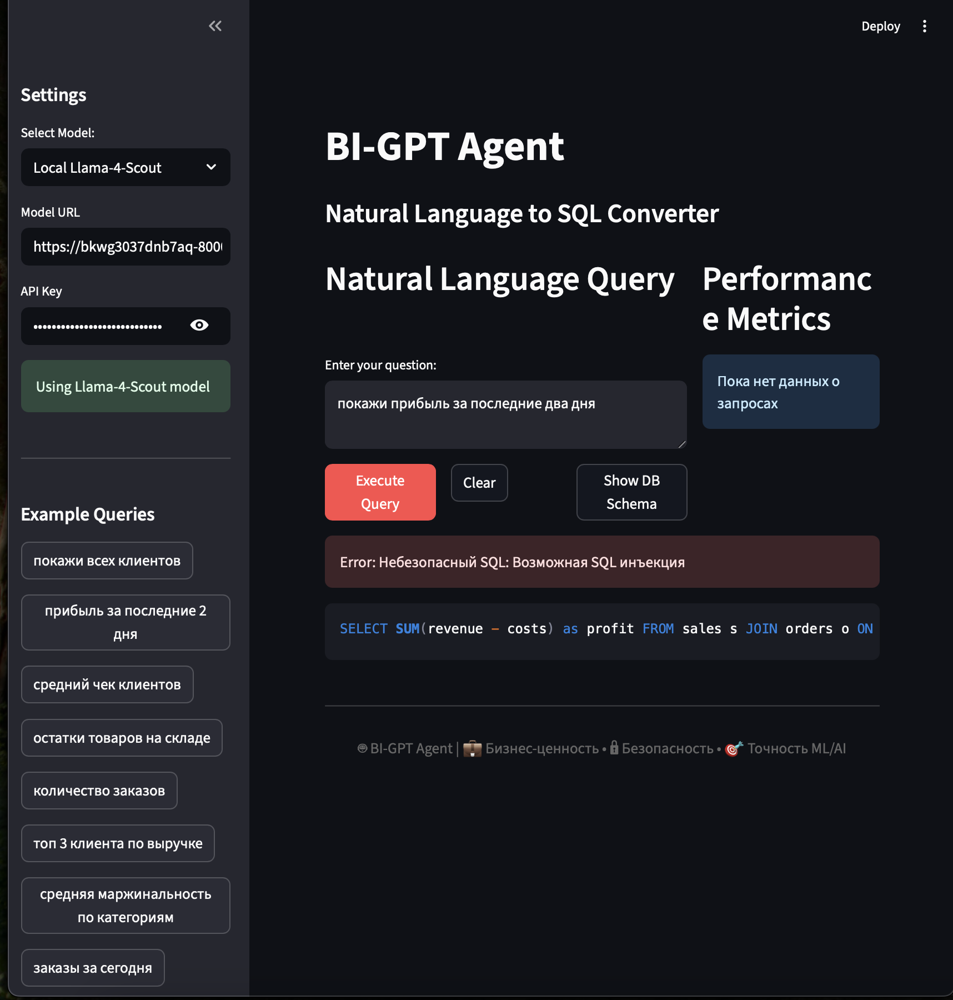 Deploy
Settings
Select Model:
Local Llama-4-Scout
Model URL
https://bkwg3037dnb7aq-800
API Key
Using Llama-4-Scout model
Example Queries
покажи всех клиентов
прибыль за последние 2
дня
средний чек клиентов
остатки товаров на складе
количество заказов
топ 3 клиента по выручке
средняя маржинальность
по категориям
заказы за сегодня
BI-GPT Agent
Natural Language to SQL Converter
Natural Language Query
Performanc
e Metrics
Enter your question:
покажи прибыль за последние два дня
Пока нет данных о
запросах
Execute
Query
Clear
Show DB
Schema
Error: Небезопасный SQL: Возможная SQL инъекция
SELECT SUM(revenue - costs) as profit FROM sales s JOIN orders o ON
BI-GPT Agent | 💼 Бизнес-ценность • 🔒 Безопасность • 🎯 Точность ML/AI